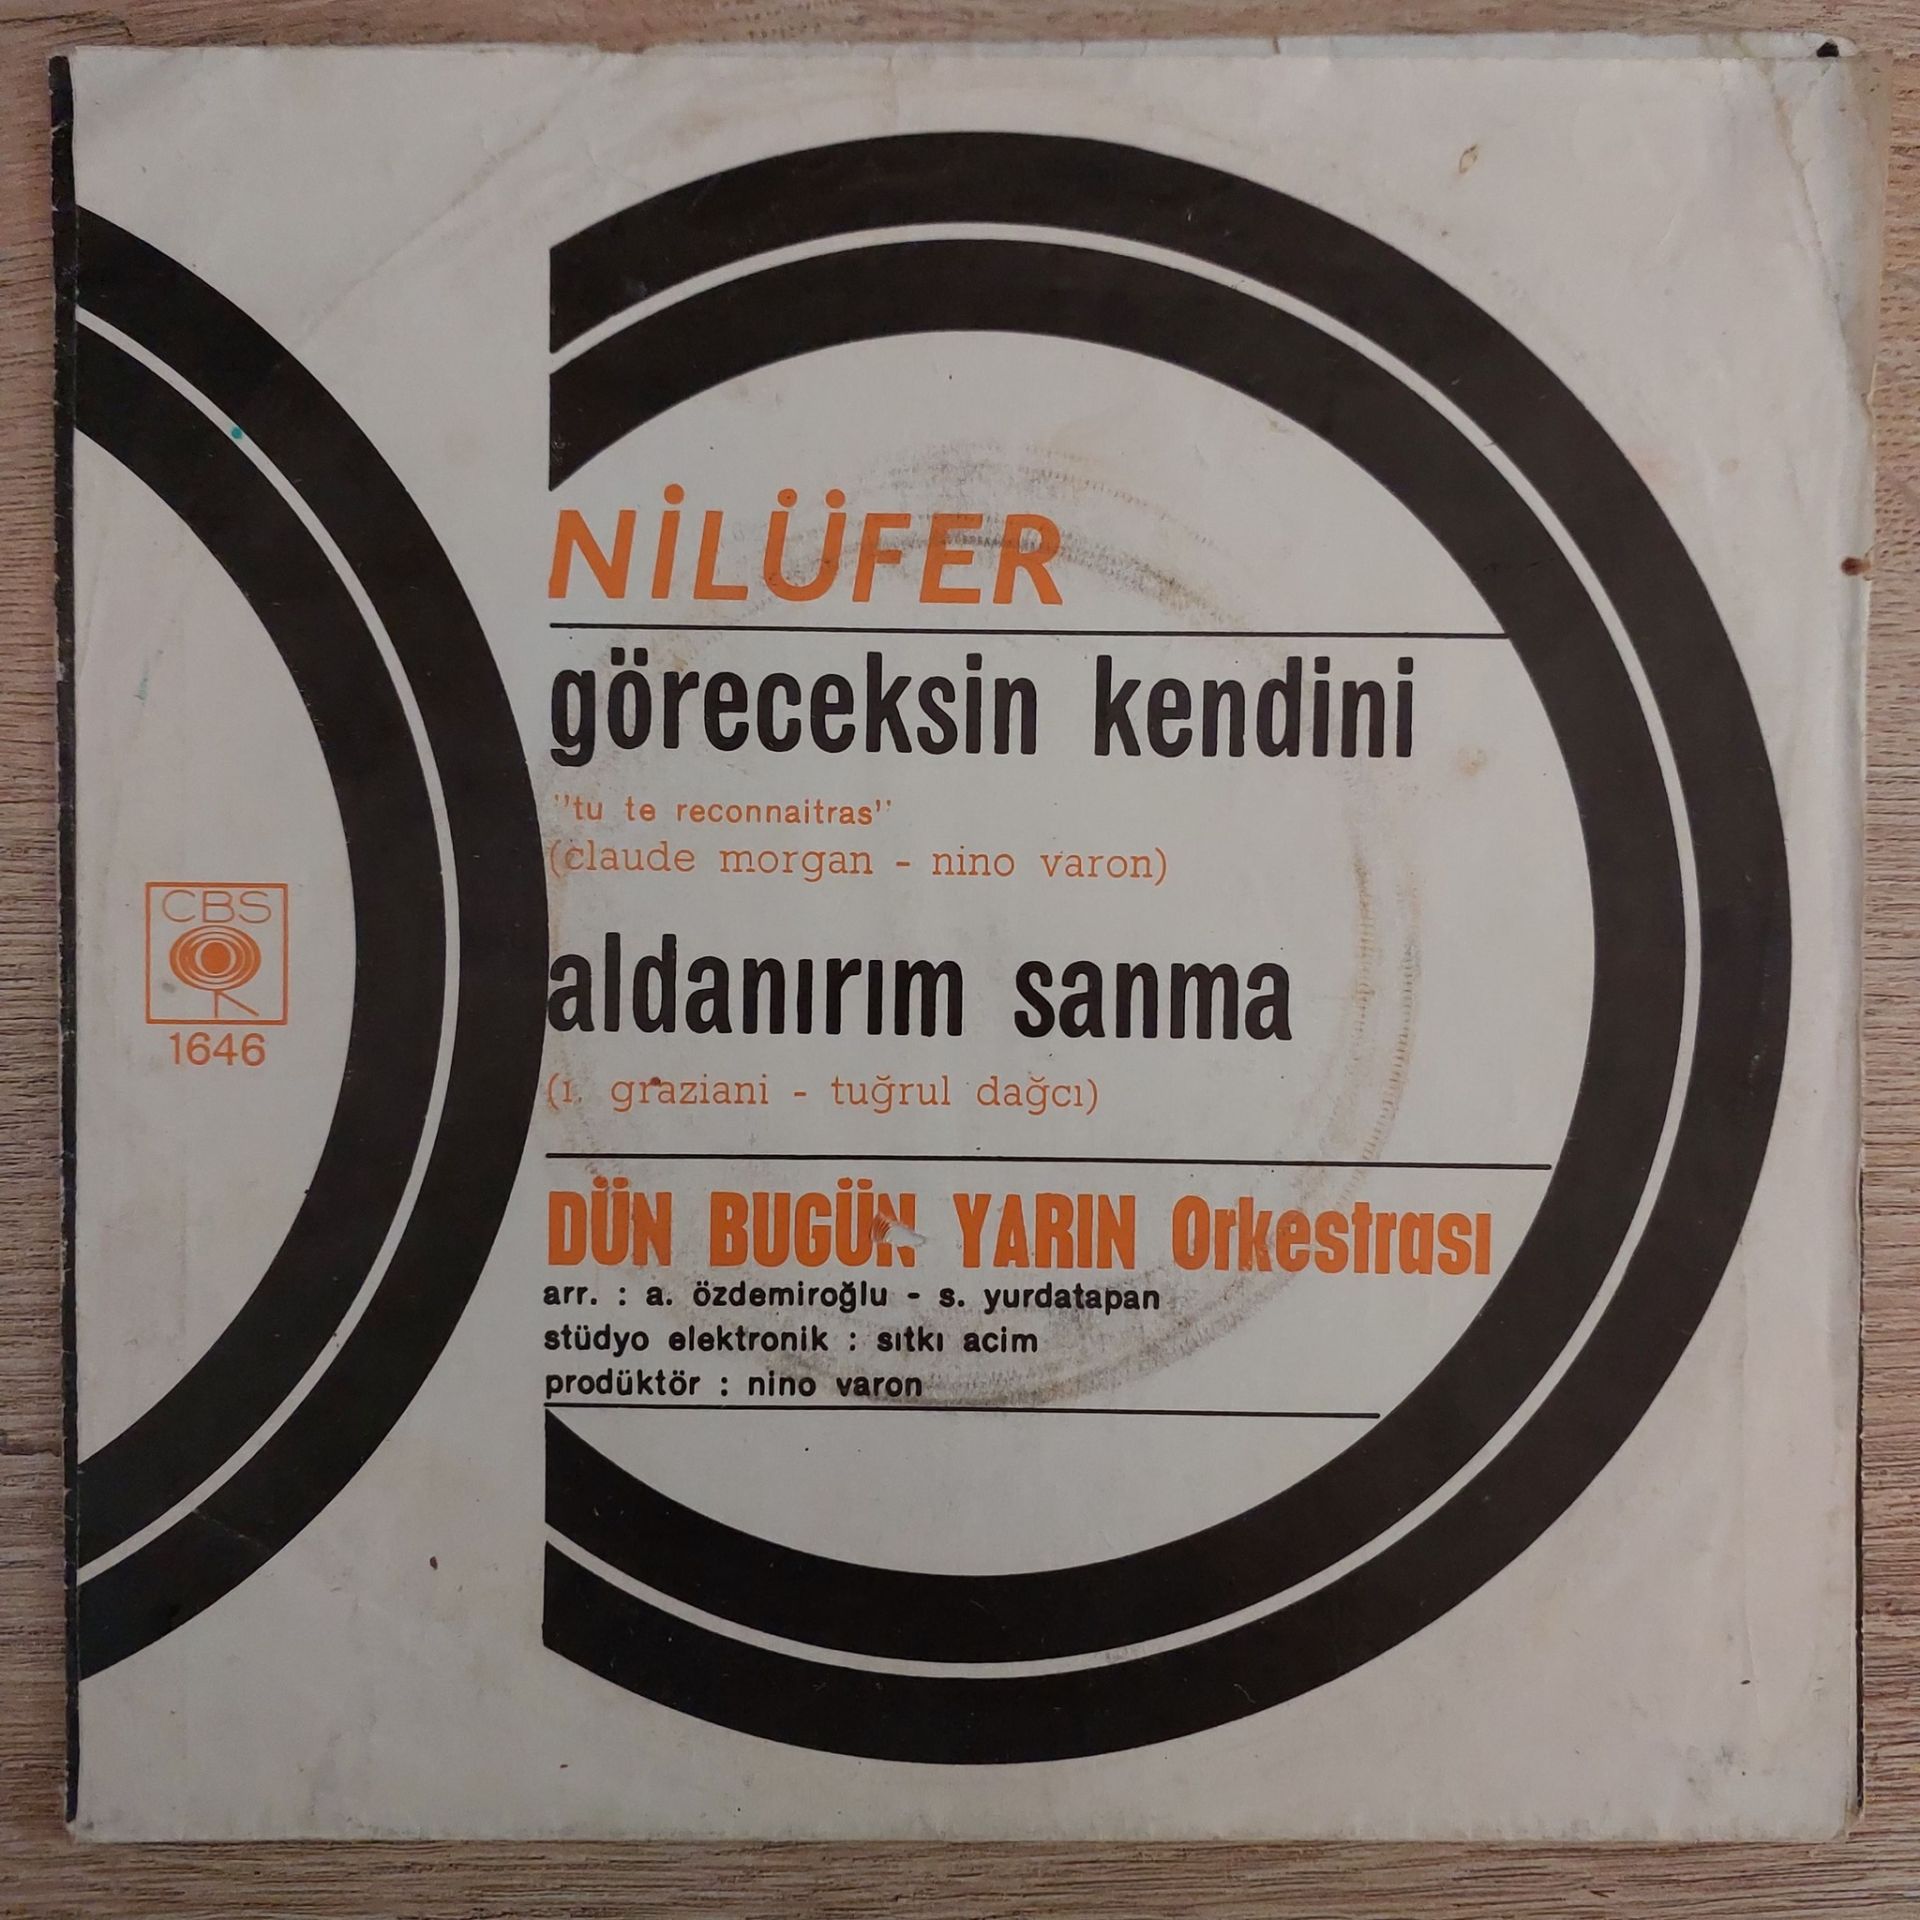 NİLÜFER
göreceksin kendini
"tu te reconnaitras"
(claude morgan - nino varon)
CBS
1646
aldanırım sanma
(ı. graziani - tuğrul dağcı)
DÜN BUGÜN YARIN Orkestrası
arr. : a. özdemiroğlu - s. yurdatapan
stüdyo elektronik : sıtkı acim
prodüktör : nino varon